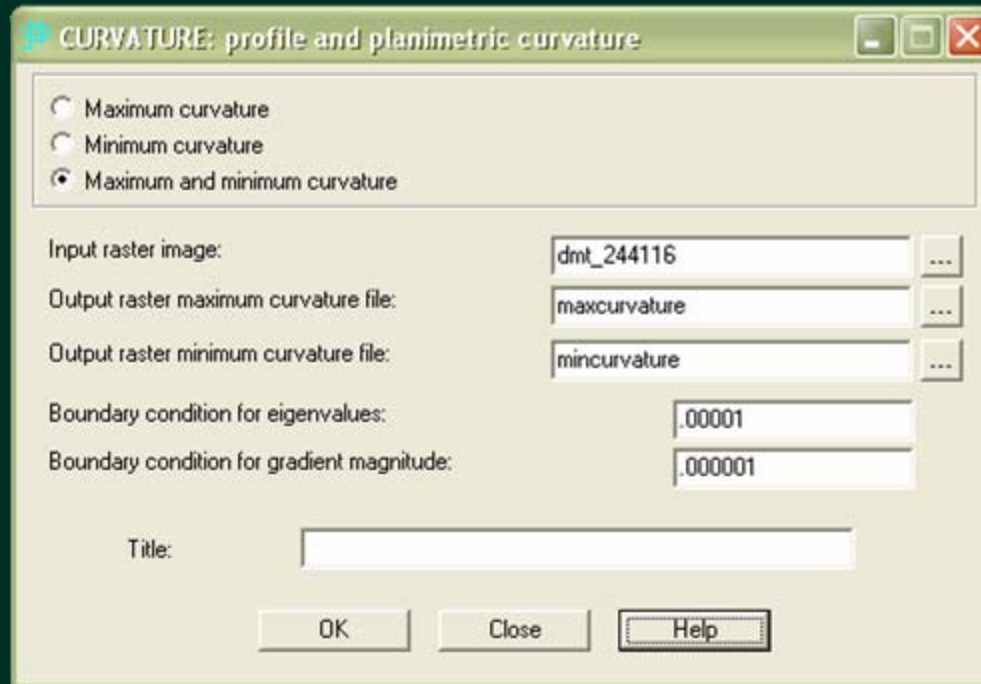 CURVATURE: profile and planimetric curvature
Maximum curvature
Minimum curvature
Maximum and minimum curvature
Input raster image: dmt_244116 ...
Output raster maximum curvature file: maxcurvature ...
Output raster minimum curvature file: mincurvature ...
Boundary condition for eigenvalues: .00001
Boundary condition for gradient magnitude: .000001
Title:
OK Close Help